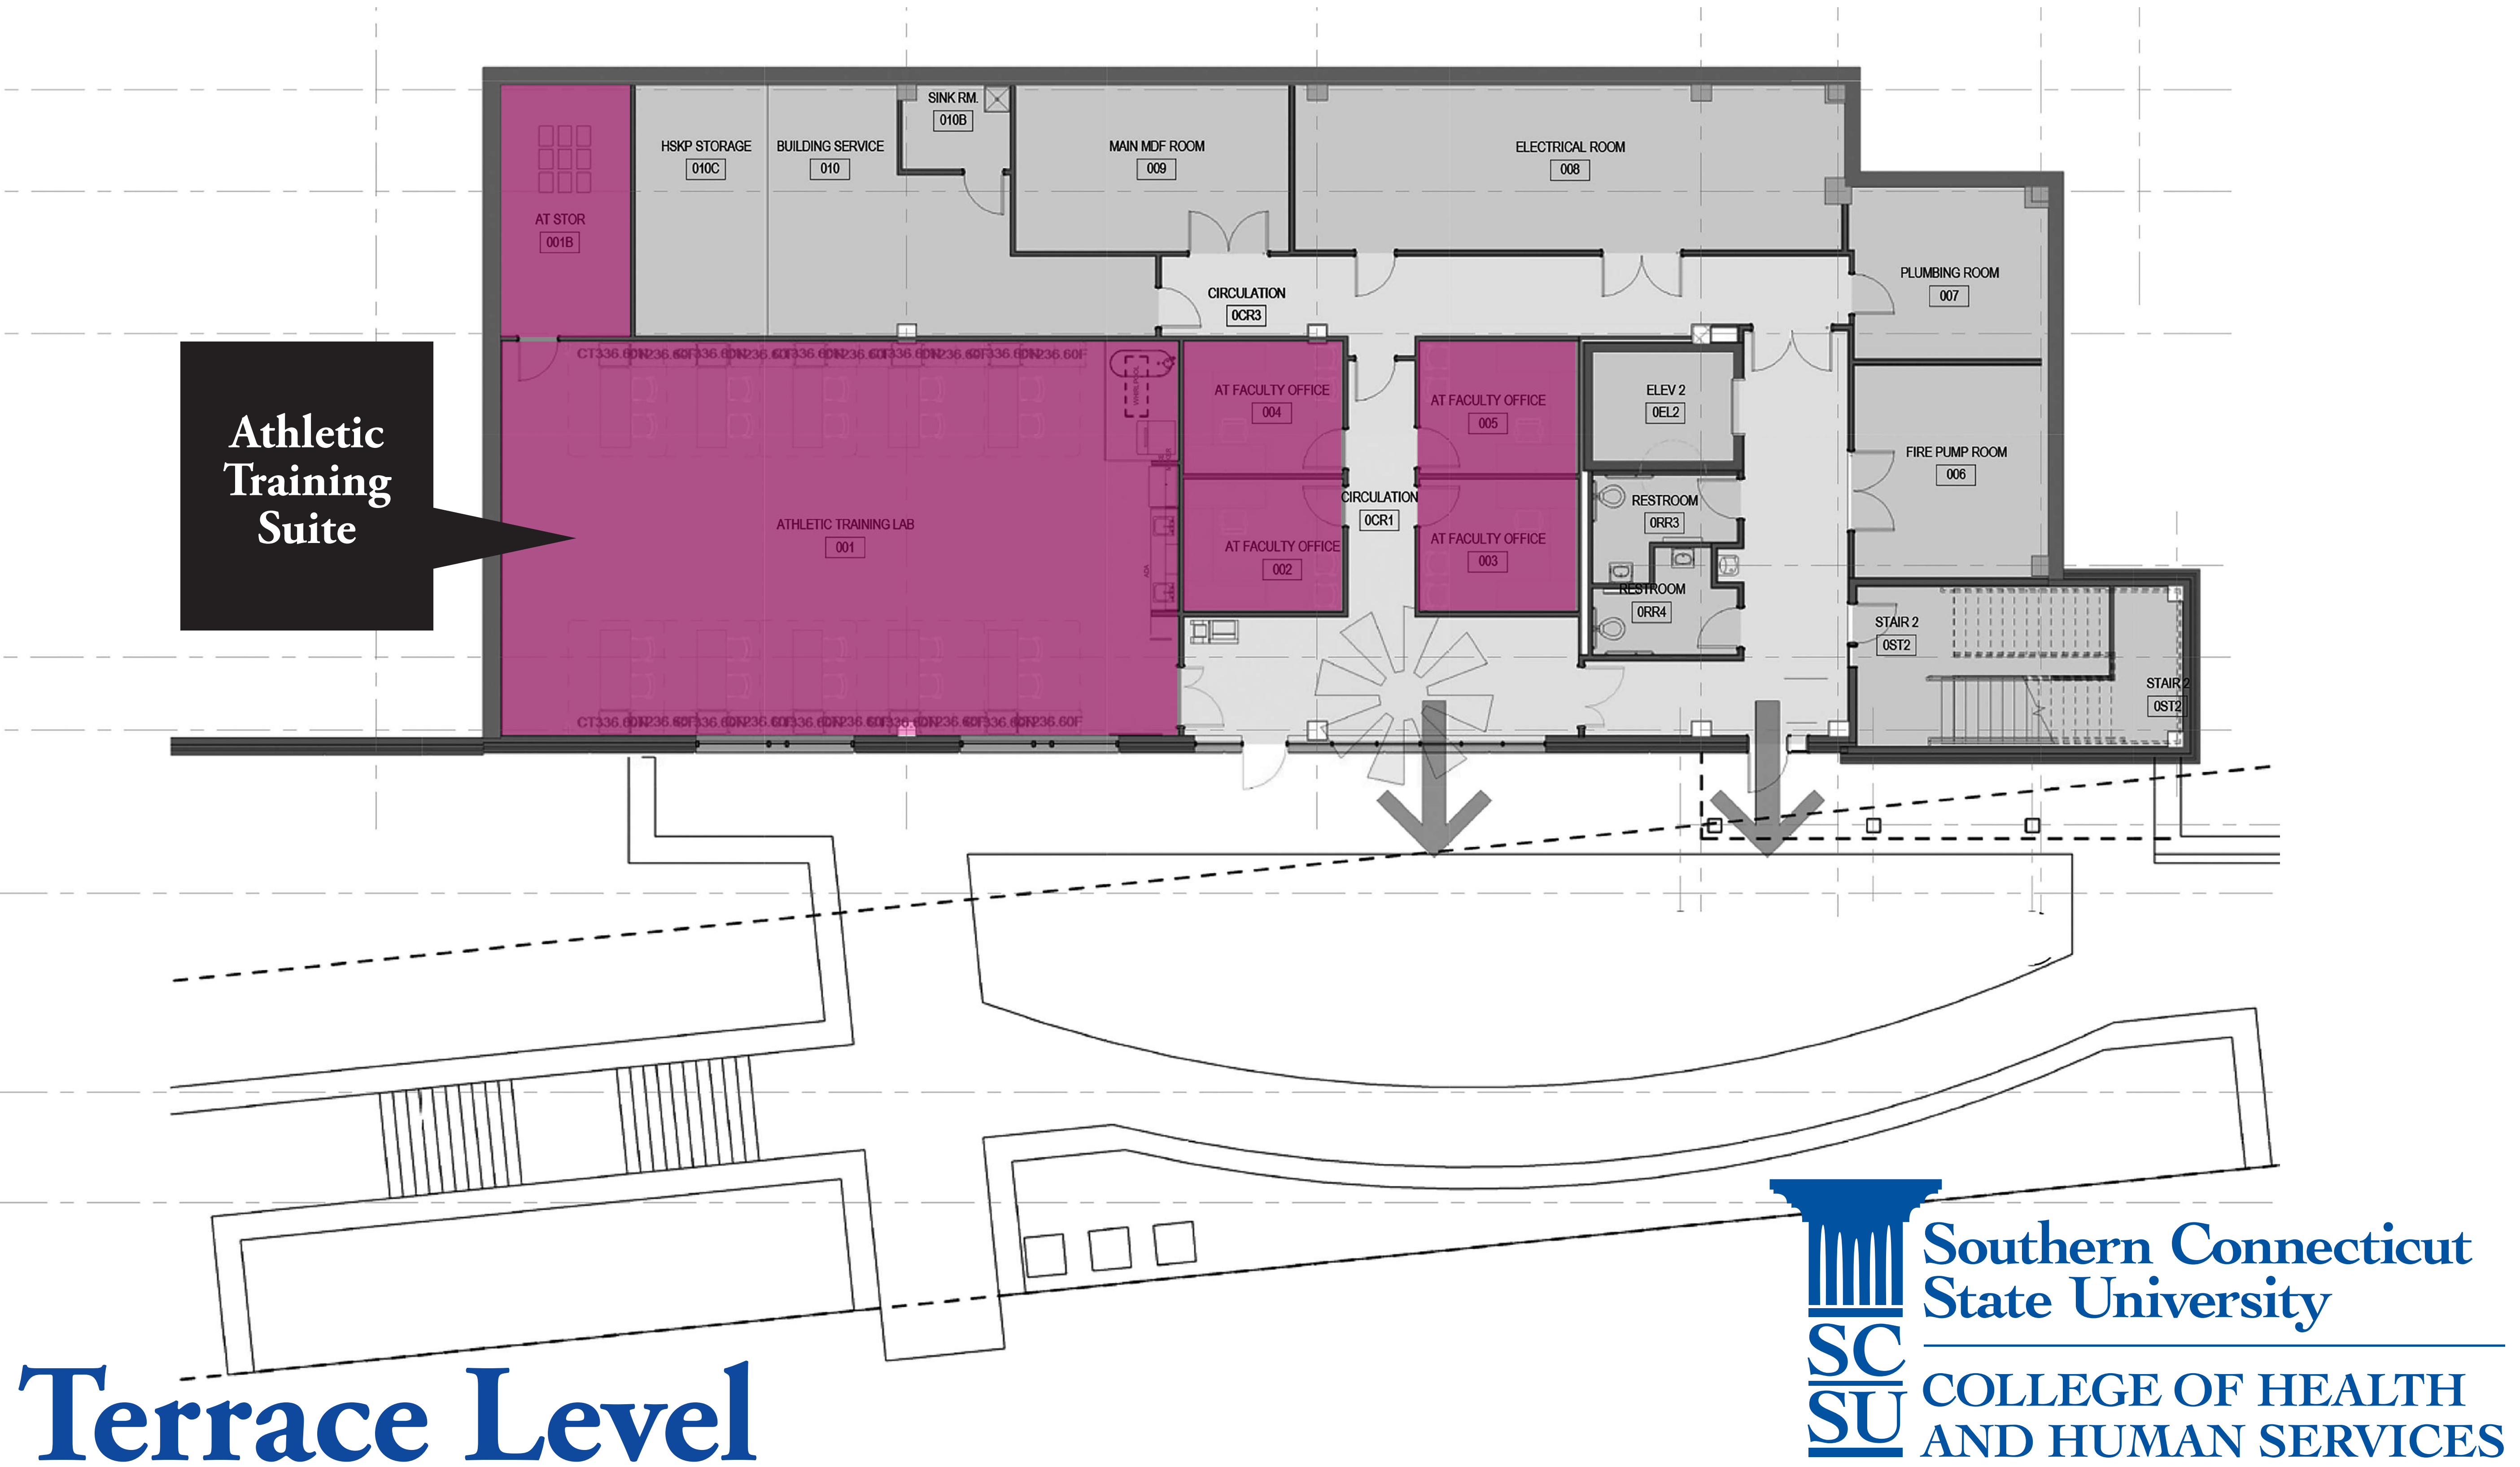 SINK RM.
010B
HSKP STORAGE
010C
BUILDING SERVICE
010
MAIN MDF ROOM
009
ELECTRICAL ROOM
008
AT STOR
001B
PLUMBING ROOM
007
CIRCULATION
0CR3
Athletic
Training
Suite
WHIRLPOOL
AT FACULTY OFFICE
004
AT FACULTY OFFICE
005
ELEV 2
0EL2
FIRE PUMP ROOM
006
CIRCULATION
0CR1
RESTROOM
0RR3
ATHLETIC TRAINING LAB
001
AT FACULTY OFFICE
002
AT FACULTY OFFICE
003
ADA
RESTROOM
0RR4
STAIR 2
0ST2
STAIR 2
0ST2
Terrace Level
Southern Connecticut
State University
SC
SU
COLLEGE OF HEALTH
AND HUMAN SERVICES